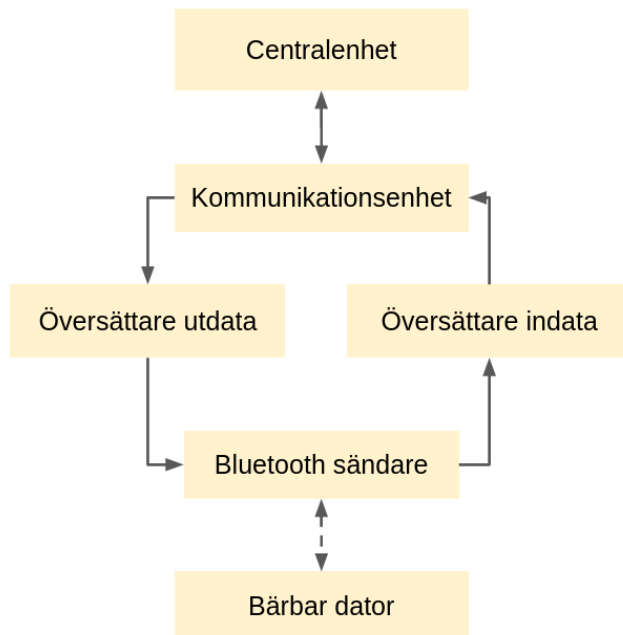 Centralenhet
Kommunikationsenhet
Översättare utdata
Översättare indata
Bluetooth sändare
Bärbar dator